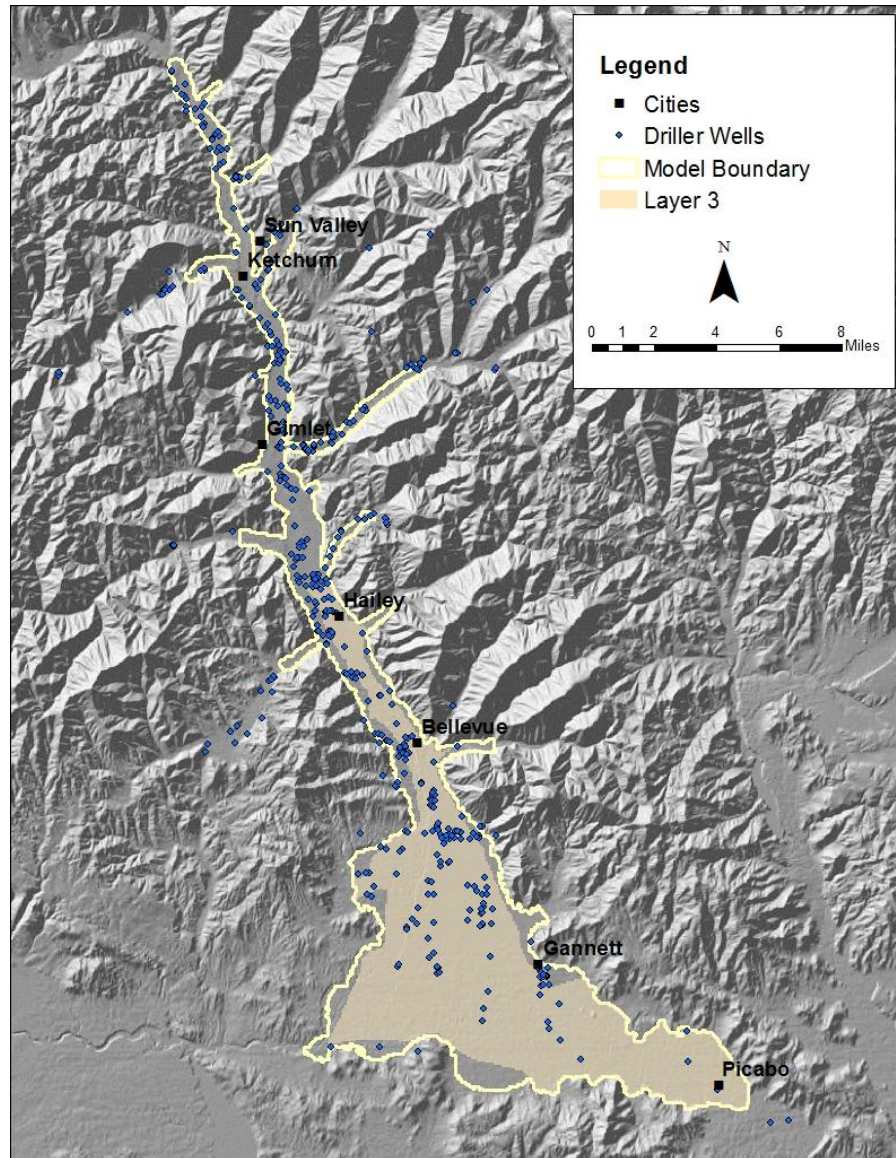 Legend
Cities
Driller Wells
Model Boundary
Layer 3
N
0 1 2 4 6 8
Miles
Sun Valley
Ketchum
Gimlet
Hailey
Bellevue
Gannett
Picabo